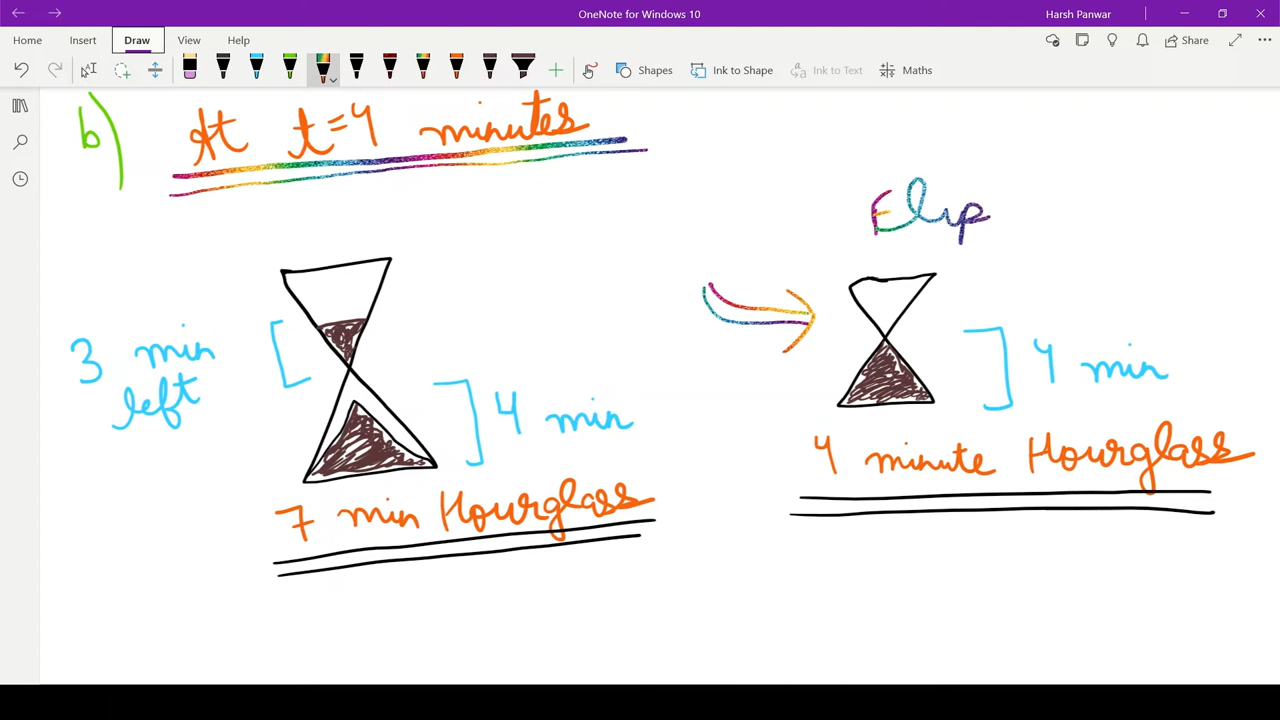 OneNote for Windows 10
Harsh Panwar
Home Insert Draw View Help
Share
Shapes Ink to Shape Ink to Text Maths
b) At t=4 minutes
Flip
3 min left
4 min
4 min
7 min Hourglass
4 minute Hourglass